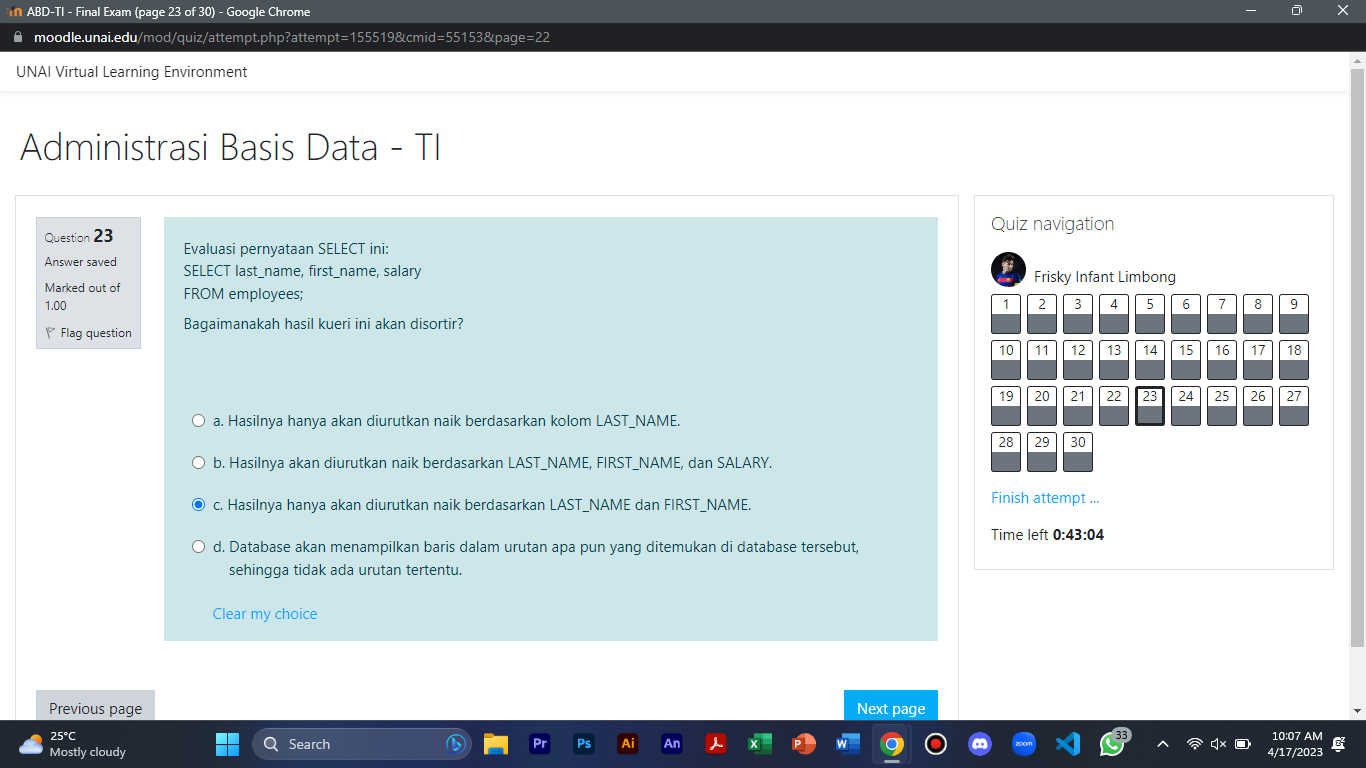 ABD-TI - Final Exam (page 23 of 30) - Google Chrome
moodle.unai.edu/mod/quiz/attempt.php?attempt=155519&cmid=55153&page=22
UNAI Virtual Learning Environment
Administrasi Basis Data - TI
Question 23
Answer saved
Marked out of
1.00
Flag question
Evaluasi pernyataan SELECT ini:
SELECT last_name, first_name, salary
FROM employees;
Bagaimanakah hasil kueri ini akan disortir?
a. Hasilnya hanya akan diurutkan naik berdasarkan kolom LAST_NAME.
b. Hasilnya akan diurutkan naik berdasarkan LAST_NAME, FIRST_NAME, dan SALARY.
c. Hasilnya hanya akan diurutkan naik berdasarkan LAST_NAME dan FIRST_NAME.
d. Database akan menampilkan baris dalam urutan apa pun yang ditemukan di database tersebut,
sehingga tidak ada urutan tertentu.
Clear my choice
Previous page
Next page
Quiz navigation
Frisky Infant Limbong
1 2 3 4 5 6 7 8 9
10 11 12 13 14 15 16 17 18
19 20 21 22 23 24 25 26 27
28 29 30
Finish attempt ...
Time left 0:43:04
25°C
Mostly cloudy
Search
Pr
Ps
Ai
An
zoom
33
10:07 AM
4/17/2023